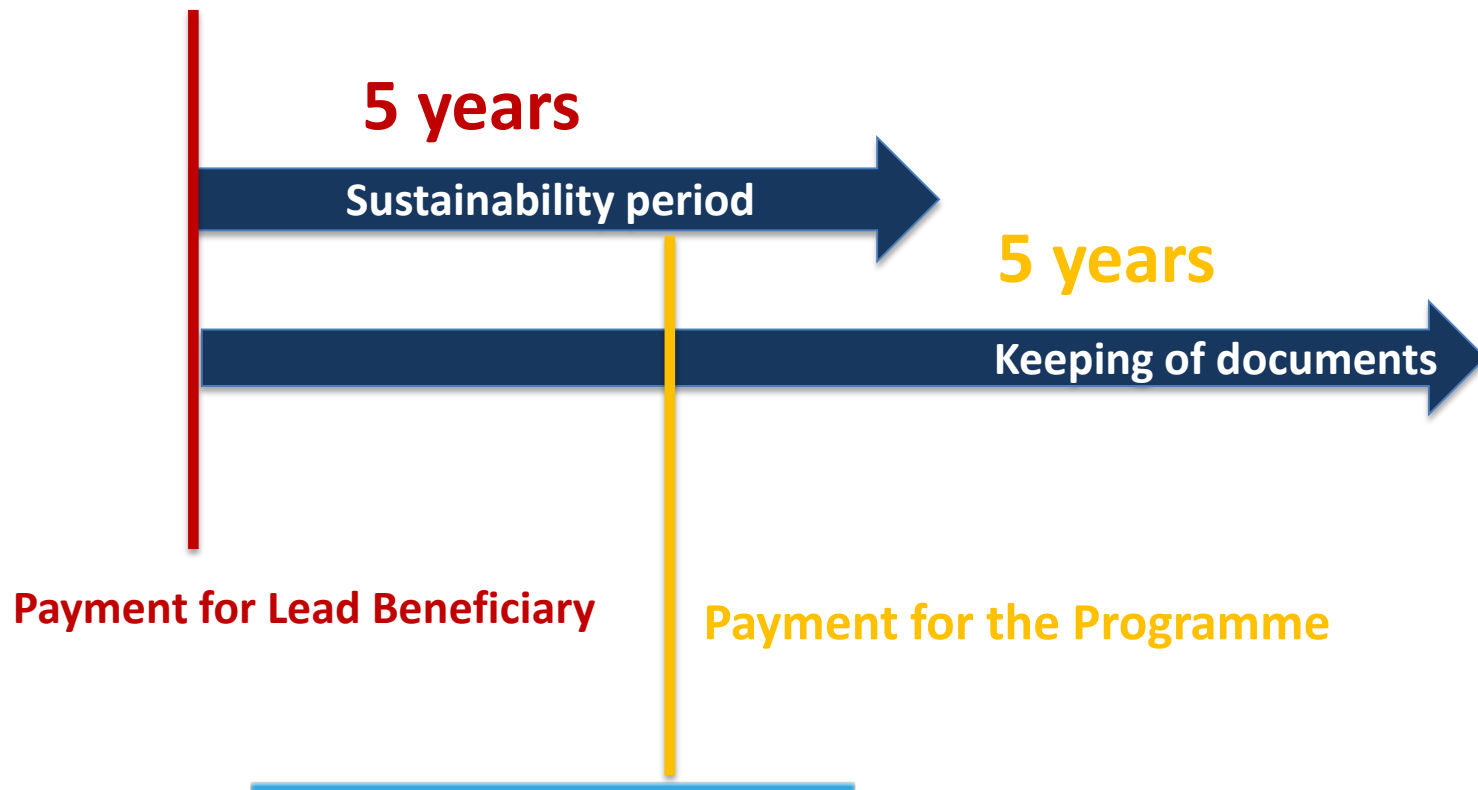 5 years
Sustainability period
5 years
Keeping of documents
Payment for Lead Beneficiary
Payment for the Programme